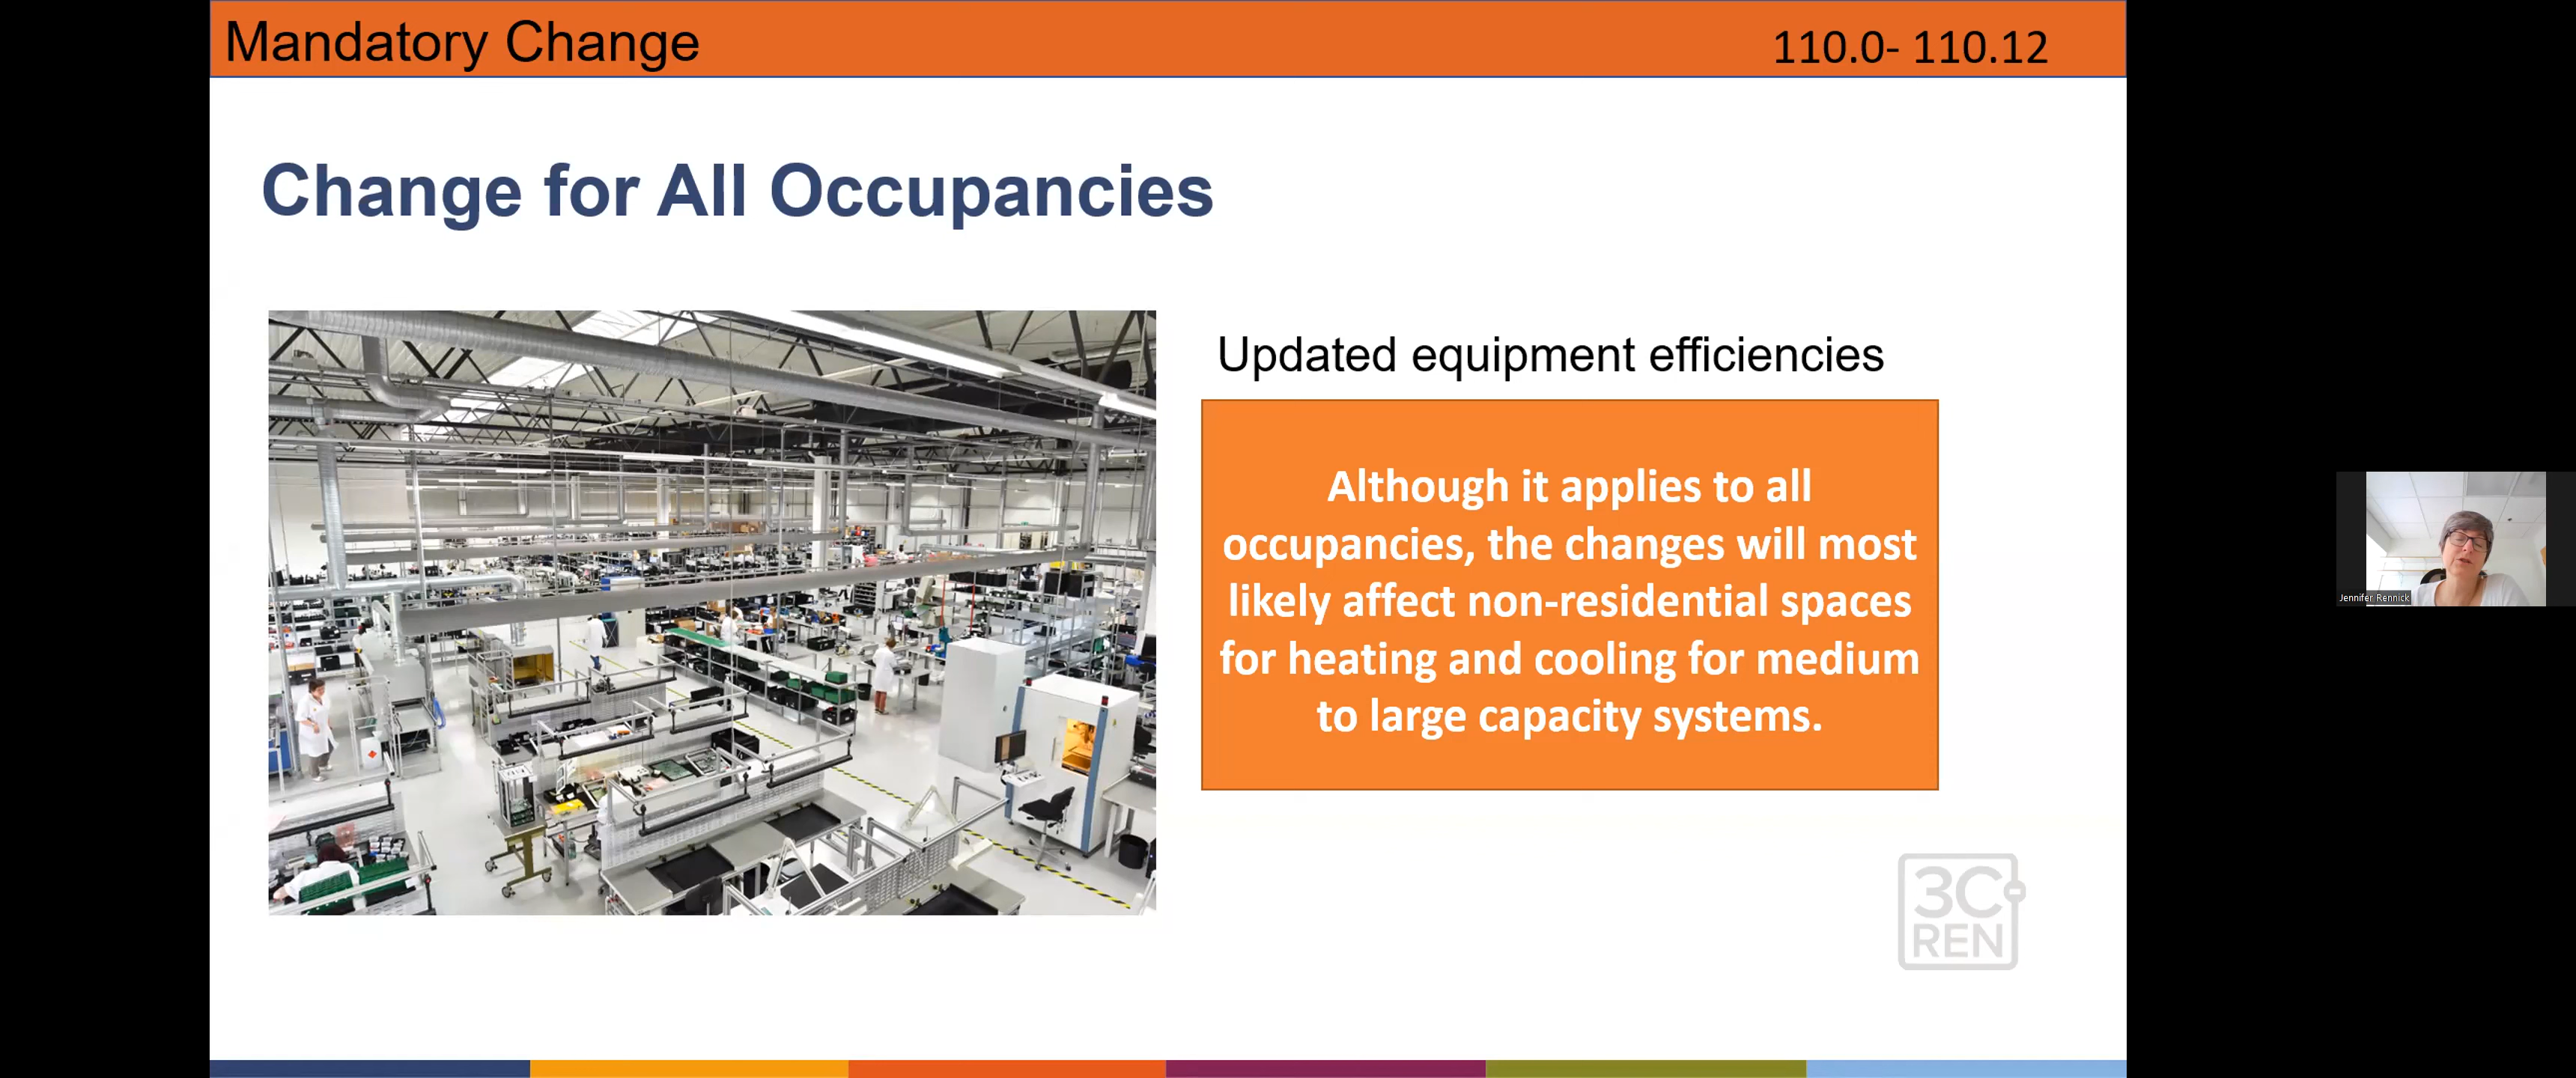 Mandatory Change
110.0- 110.12
Change for All Occupancies
Updated equipment efficiencies
Although it applies to all
occupancies, the changes will most
likely affect non-residential spaces
for heating and cooling for medium
to large capacity systems.
3C-
REN
Jennifer Rennick